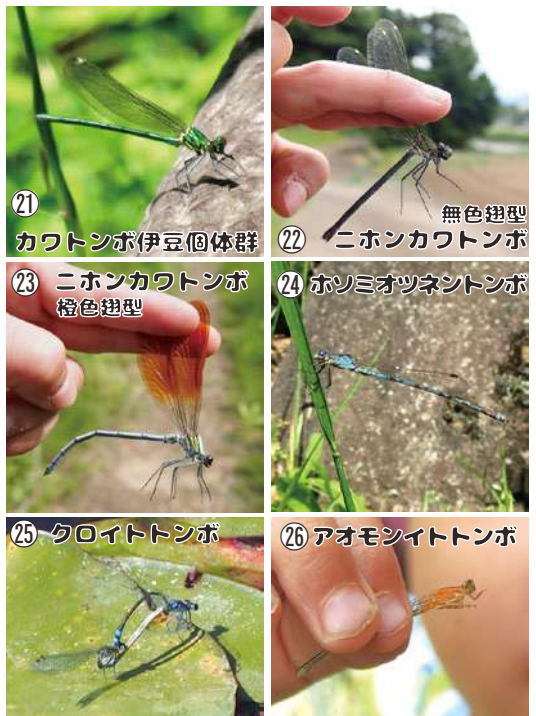 ㉑
カワトンボ伊豆個体群
無色翅型
㉒ ニホンカワトンボ
㉓ ニホンカワトンボ
橙色翅型
㉔ ホソミオツネントンボ
㉕ クロイトトンボ
㉖ アオモンイトトンボ